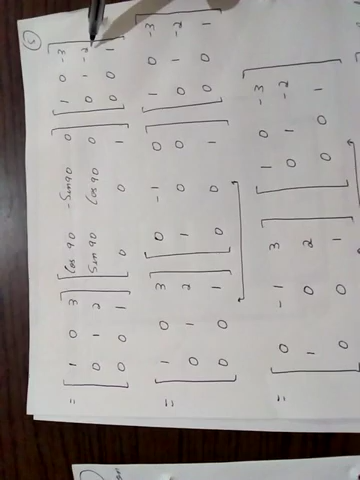 5)
= [ 1 0 3 0 1 2 0 0 1 ] [ Cos 90 -Sin 90 0 Sin 90 Cos 90 0 0 0 1 ] [ 1 0 -3 0 1 -2 0 0 1 ]
= [ 1 0 3 0 1 2 0 0 1 ] [ 0 -1 0 1 0 0 0 0 1 ] [ 1 0 -3 0 1 -2 0 0 1 ]
= [ 0 -1 3 1 0 2 0 0 1 ] [ 1 0 -3 0 1 -2 0 0 1 ]